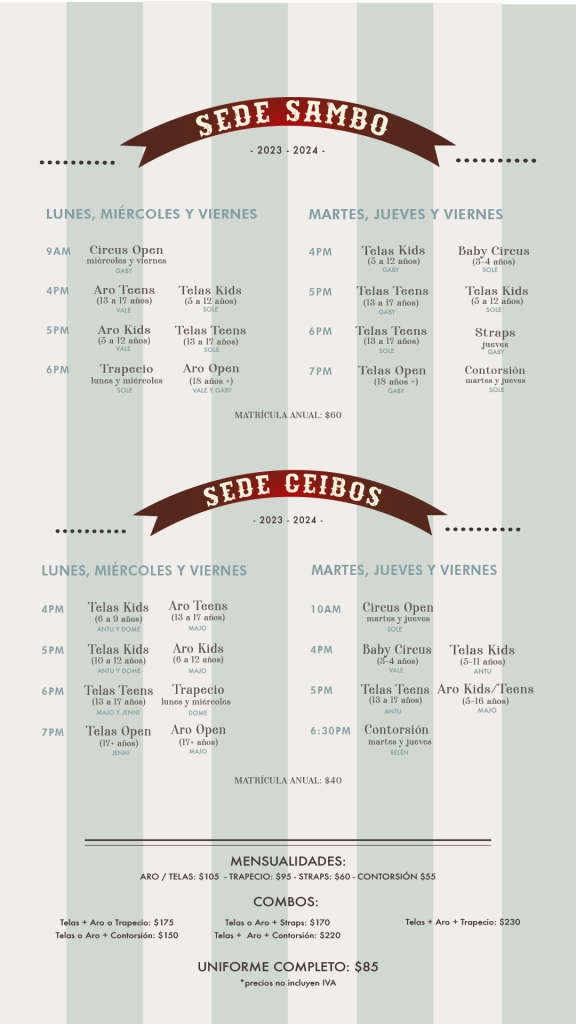 SEDE SAMBO
- 2023 - 2024 -
LUNES, MIÉRCOLES Y VIERNES
9AM Circus Open
miércoles y viernes
GABY
4PM Aro Teens Telas Kids
(13 a 17 años) (5 a 12 años)
VALE SOLE
5PM Aro Kids Telas Teens
(5 a 12 años) (13 a 17 años)
VALE SOLE
6PM Trapecio Aro Open
lunes y miércoles (18 años +)
SOLE VALE Y GABY
MARTES, JUEVES Y VIERNES
4PM Telas Kids Baby Circus
(5 a 12 años) (3-4 años)
GABY SOLE
5PM Telas Teens Telas Kids
(13 a 17 años) (5 a 12 años)
GABY SOLE
6PM Telas Teens Straps
(13 a 17 años) jueves
SOLE GABY
7PM Telas Open Contorsión
(18 años +) martes y jueves
GABY SOLE
MATRÍCULA ANUAL: $60
SEDE CEIBOS
- 2023 - 2024 -
LUNES, MIÉRCOLES Y VIERNES
4PM Telas Kids Aro Teens
(6 a 9 años) (13 a 17 años)
ANTU Y DOME MAJO
5PM Telas Kids Aro Kids
(10 a 12 años) (6 a 12 años)
ANTU Y DOME MAJO
6PM Telas Teens Trapecio
(13 a 17 años) lunes y miércoles
MAJO Y JENNI DOME
7PM Telas Open Aro Open
(17+ años) (17+ años)
JENNI MAJO
MARTES, JUEVES Y VIERNES
10AM Circus Open
martes y jueves
SOLE
4PM Baby Circus Telas Kids
(3-4 años) (5-11 años)
VALE ANTU
5PM Telas Teens Aro Kids/Teens
(13 a 17 años) (5-16 años)
ANTU MAJO
6:30PM Contorsión
martes y jueves
BELÉN
MATRÍCULA ANUAL: $40
MENSUALIDADES:
ARO / TELAS: $105 - TRAPECIO: $95 - STRAPS: $60 - CONTORSIÓN $55
COMBOS:
Telas + Aro o Trapecio: $175 Telas o Aro + Straps: $170 Telas + Aro + Trapecio: $230
Telas o Aro + Contorsión: $150 Telas + Aro + Contorsión: $220
UNIFORME COMPLETO: $85
*precios no incluyen IVA